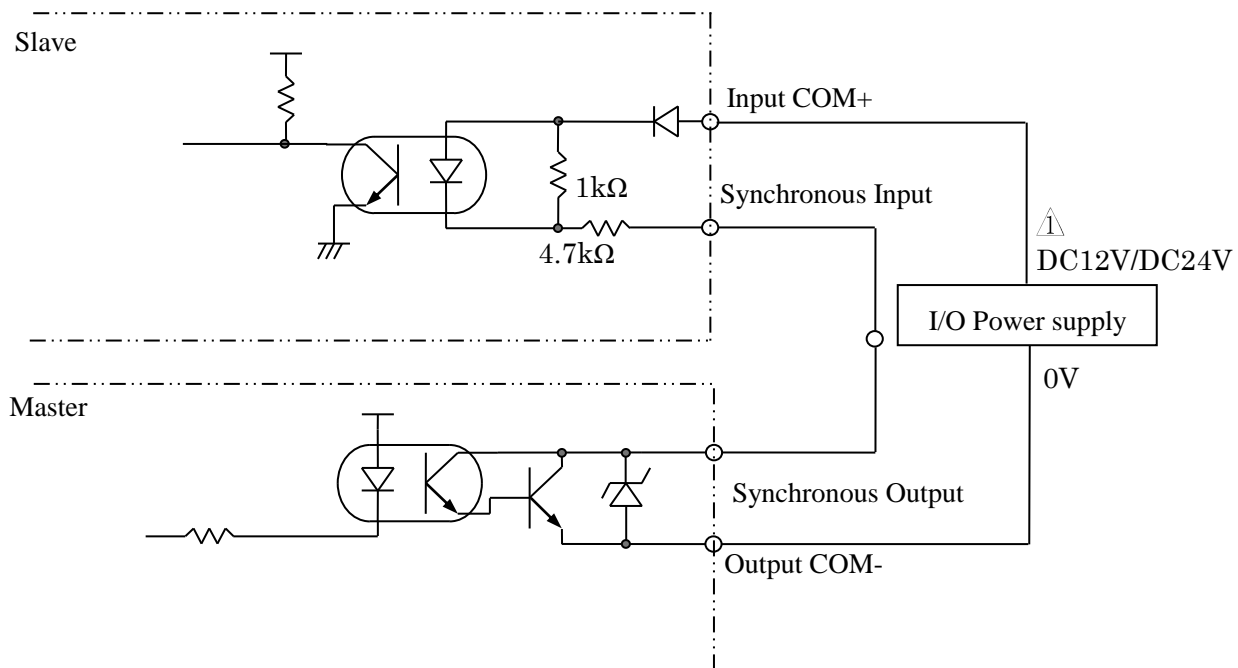 Slave
Input COM+
1kΩ
Synchronous Input
4.7kΩ
1
DC12V/DC24V
I/O Power supply
0V
Master
Synchronous Output
Output COM-